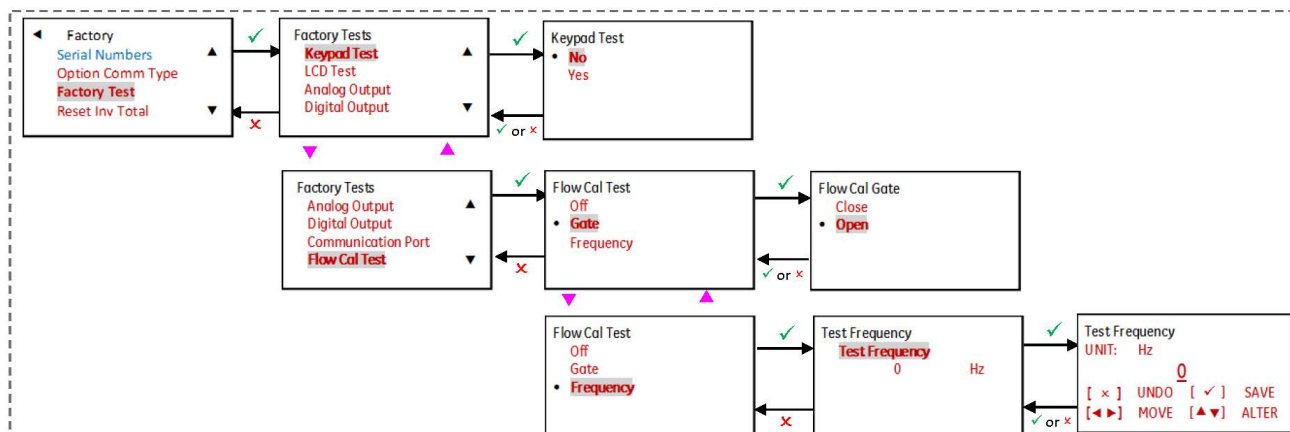 Factory
Serial Numbers
Option Comm Type
Factory Test
Reset Inv Total
✓
✗
Factory Tests
Keypad Test
LCD Test
Analog Output
Digital Output
✓
✓ or ✗
Keypad Test
• No
Yes
Factory Tests
Analog Output
Digital Output
Communication Port
Flow Cal Test
✓
✗
Flow Cal Test
Off
• Gate
Frequency
✓
✓ or ✗
Flow Cal Gate
Close
• Open
Flow Cal Test
Off
Gate
• Frequency
✓
✗
Test Frequency
Test Frequency
0 Hz
✓
✓ or ✗
Test Frequency
UNIT: Hz
0
[ × ] UNDO [ ✓ ] SAVE
[◄ ►] MOVE [▲▼] ALTER